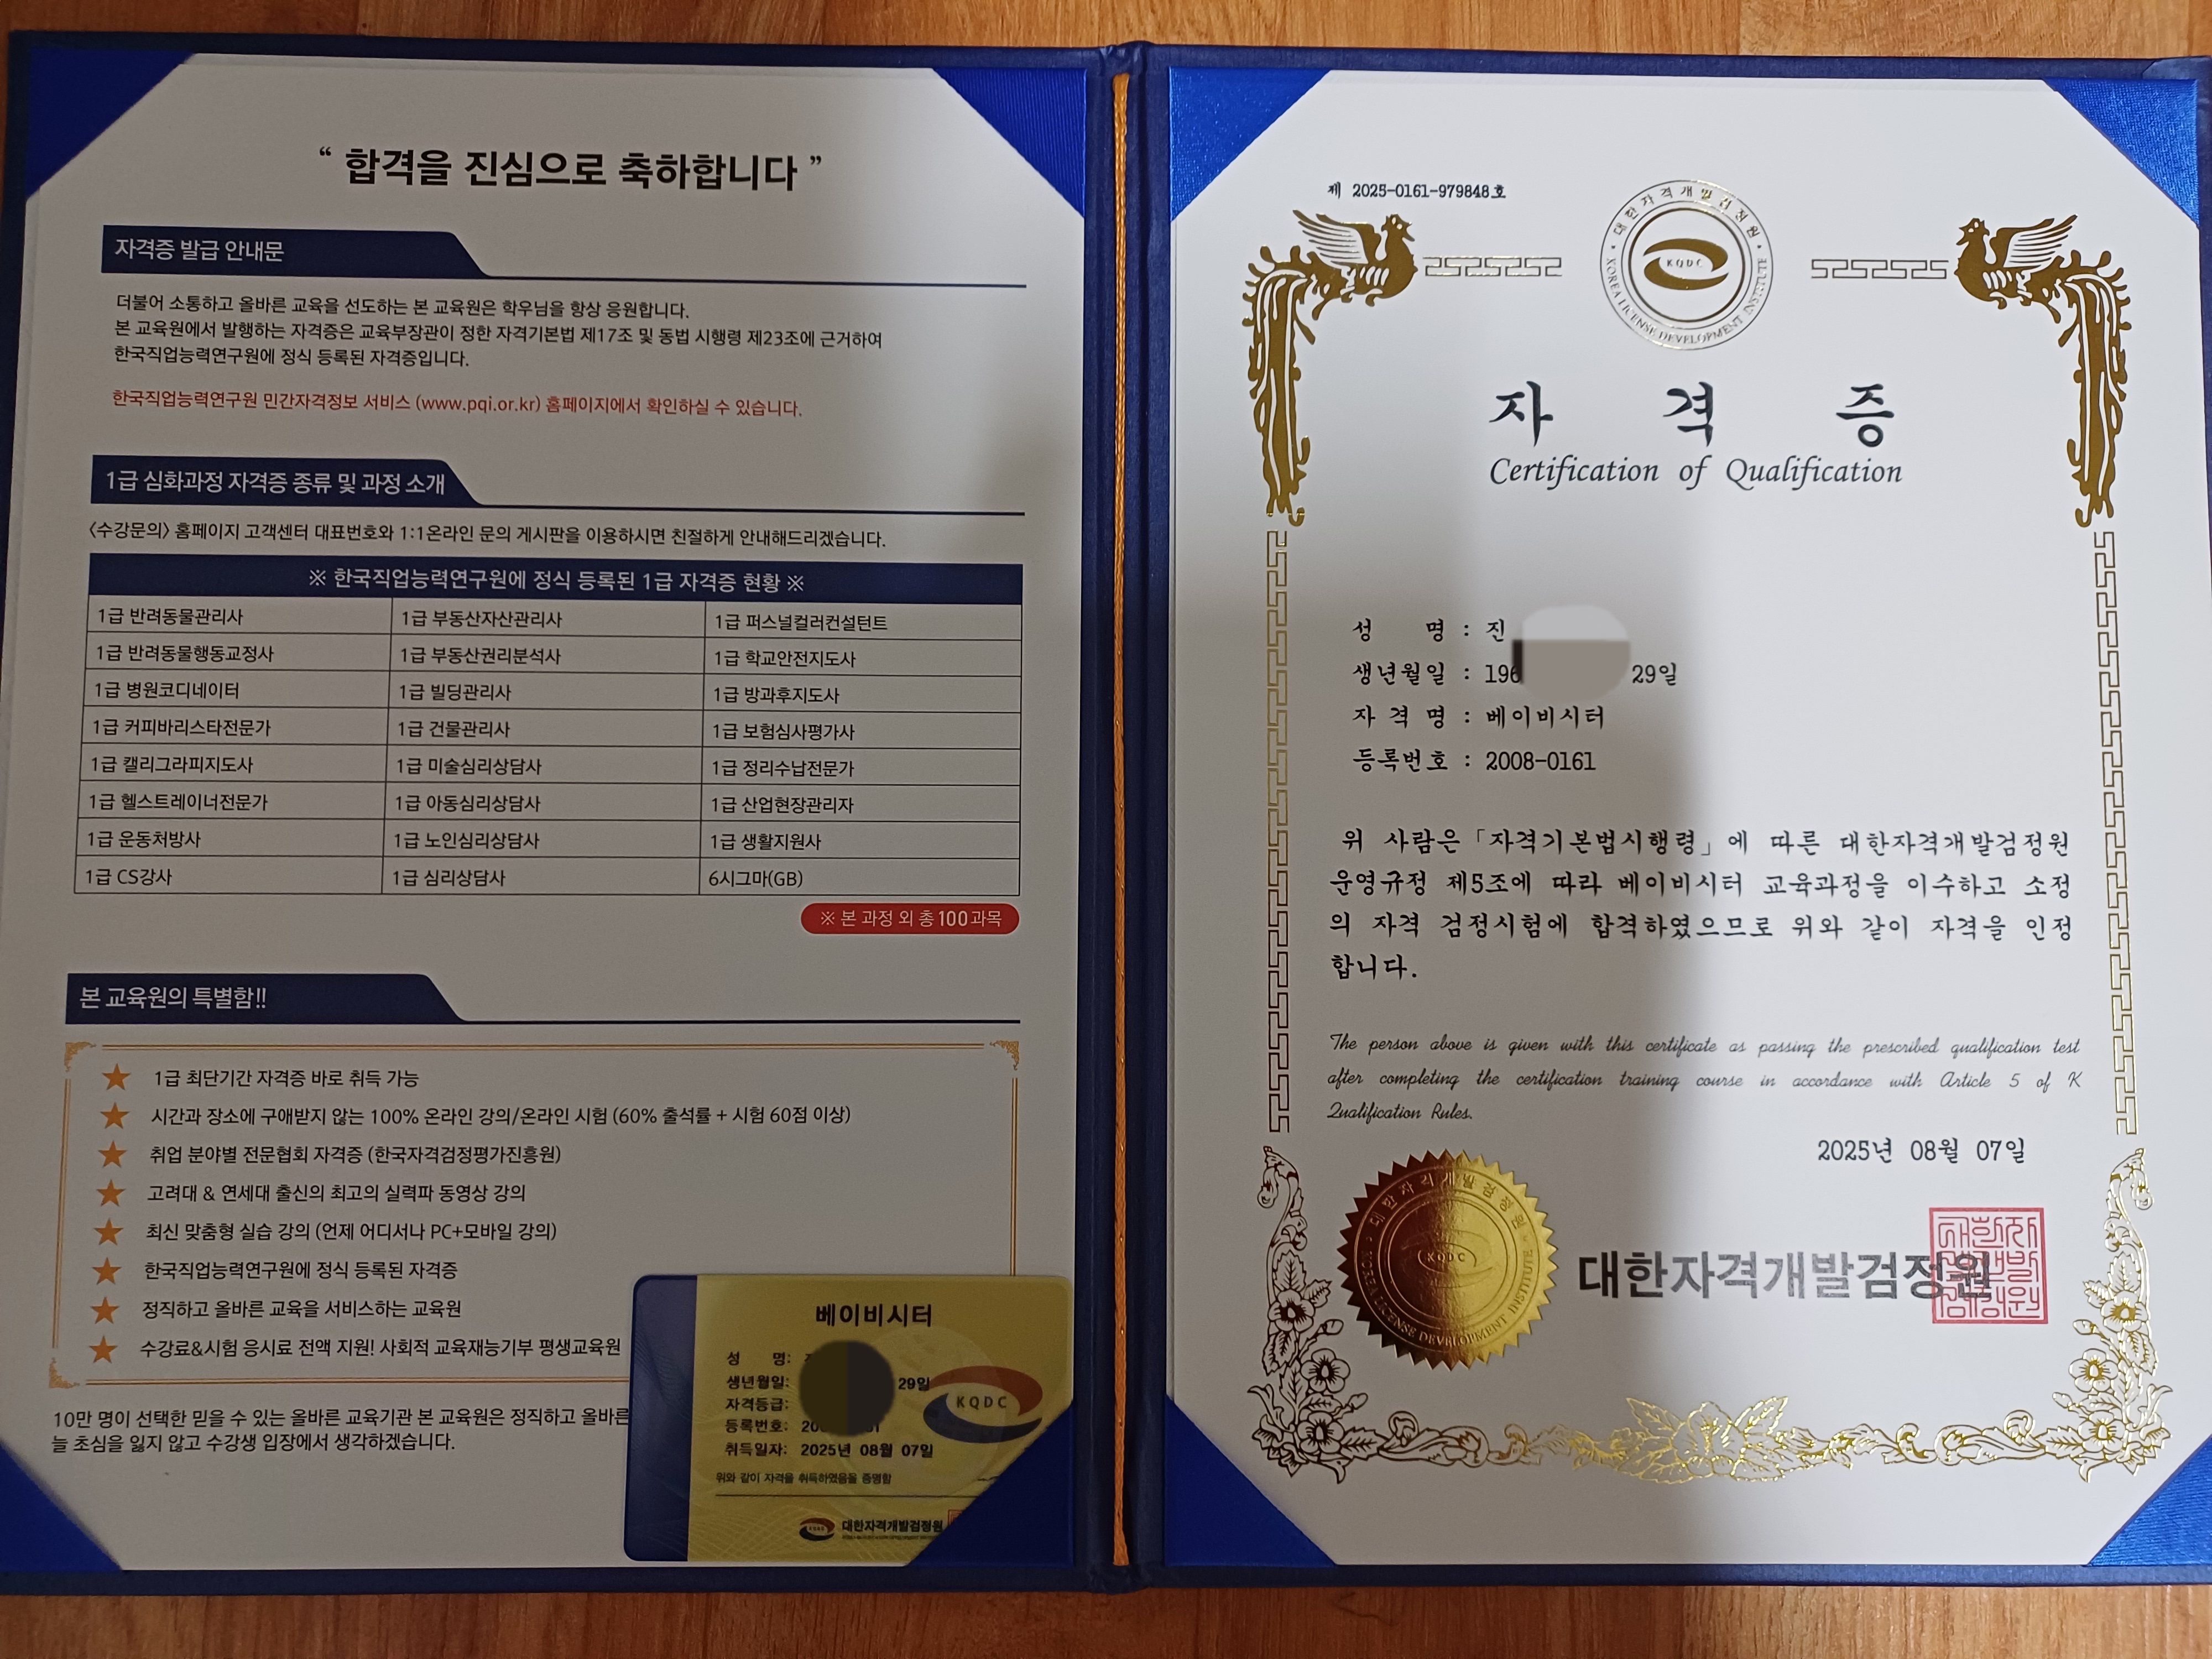 “ 합격을 진심으로 축하합니다 ”
자격증 발급 안내문
더불어 소통하고 올바른 교육을 선도하는 본 교육원은 학우님을 항상 응원합니다.
본 교육원에서 발행하는 자격증은 교육부장관이 정한 자격기본법 제17조 및 동법 시행령 제23조에 근거하여
한국직업능력연구원에 정식 등록된 자격증입니다.
한국직업능력연구원 민간자격정보 서비스 (www.pqi.or.kr) 홈페이지에서 확인하실 수 있습니다.
1급 심화과정 자격증 종류 및 과정 소개
<수강문의> 홈페이지 고객센터 대표번호와 1:1온라인 문의 게시판을 이용하시면 친절하게 안내해드리겠습니다.
※ 한국직업능력연구원에 정식 등록된 1급 자격증 현황 ※
1급 반려동물관리사 1급 부동산자산관리사 1급 퍼스널컬러컨설턴트
1급 반려동물행동교정사 1급 부동산권리분석사 1급 학교안전지도사
1급 병원코디네이터 1급 빌딩관리사 1급 방과후지도사
1급 커피바리스타전문가 1급 건물관리사 1급 보험심사평가사
1급 캘리그라피지도사 1급 미술심리상담사 1급 정리수납전문가
1급 헬스트레이너전문가 1급 아동심리상담사 1급 산업현장관리자
1급 운동처방사 1급 노인심리상담사 1급 생활지원사
1급 CS강사 1급 심리상담사 6시그마(GB)
※ 본 과정 외 총 100과목
본 교육원의 특별함!!
★ 1급 최단기간 자격증 바로 취득 가능
★ 시간과 장소에 구애받지 않는 100% 온라인 강의/온라인 시험 (60% 출석률 + 시험 60점 이상)
★ 취업 분야별 전문협회 자격증 (한국자격검정평가진흥원)
★ 고려대 & 연세대 출신의 최고의 실력파 동영상 강의
★ 최신 맞춤형 실습 강의 (언제 어디서나 PC+모바일 강의)
★ 한국직업능력연구원에 정식 등록된 자격증
★ 정직하고 올바른 교육을 서비스하는 교육원
★ 수강료&시험 응시료 전액 지원! 사회적 교육재능기부 평생교육원
10만 명이 선택한 믿을 수 있는 올바른 교육기관 본 교육원은 정직하고 올바른
늘 초심을 잃지 않고 수강생 입장에서 생각하겠습니다.
베이비시터
성 명:
생년월일: 29일
자격등급:
등록번호:
취득일자: 2025년 08월 07일
위와 같이 자격을 취득하였음을 증명함
KQDC
대한자격개발검정원
제 2025-0161-979848호
대한자격개발검정원
KQDC
KOREA LICENSE DEVELOPMENT INSTITUTE
자격증
Certification of Qualification
성 명 : 진
생년월일 : 196 29일
자 격 명 : 베이비시터
등록번호 : 2008-0161
위 사람은「자격기본법시행령」에 따른 대한자격개발검정원
운영규정 제5조에 따라 베이비시터 교육과정을 이수하고 소정
의 자격 검정시험에 합격하였으므로 위와 같이 자격을 인정
합니다.
The person above is given with this certificate as passing the prescribed qualification test
after completing the certification training course in accordance with Article 5 of K
Qualification Rules.
2025년 08월 07일
대한자격개발검정원
KQDC
KOREA LICENSE DEVELOPMENT INSTITUTE
대한자격개발검정원